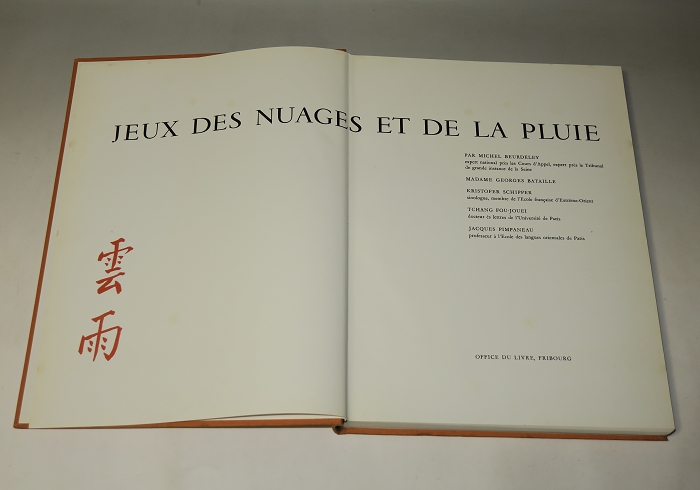 JEUX DES NUAGES ET DE LA PLUIE
PAR MICHEL BEURDELEY
expert national près les Cours d'Appel, expert près le Tribunal
de grande instance de la Seine
MADAME GEORGES BATAILLE
KRISTOFER SCHIPPER
sinologue, membre de l'Ecole française d'Extrême-Orient
TCHANG FOU-JOUEI
docteur ès lettres de l'Université de Paris
JACQUES PIMPANEAU
professeur à l'Ecole des langues orientales de Paris
雲
雨
OFFICE DU LIVRE, FRIBOURG